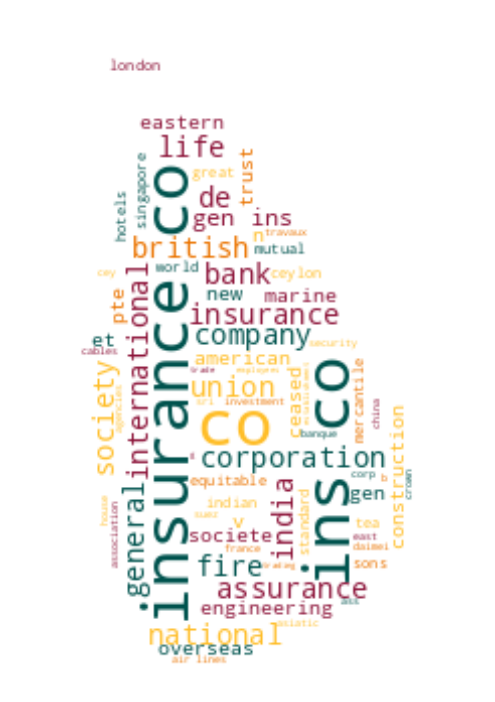 london
eastern
life
singapore
hotels
great
trust
de
gen ins
n
travaux
british
mutual
insurance co
world
bank
ceylon
cey
international
pte
new
marine
insurance
et
cables
company
security
american
trade
employees
society
agencies
union
sri
investment
ceased
co
ins co
banque
mercantile
china
construction
corporation
equitable
corp
b
gen
crown
general
house
association
indian
suez
v
societe
india
standard
tea
east
daimei
france
fire
trading
sons
assurance
ass
engineering
asiatic
national
overseas
air lines